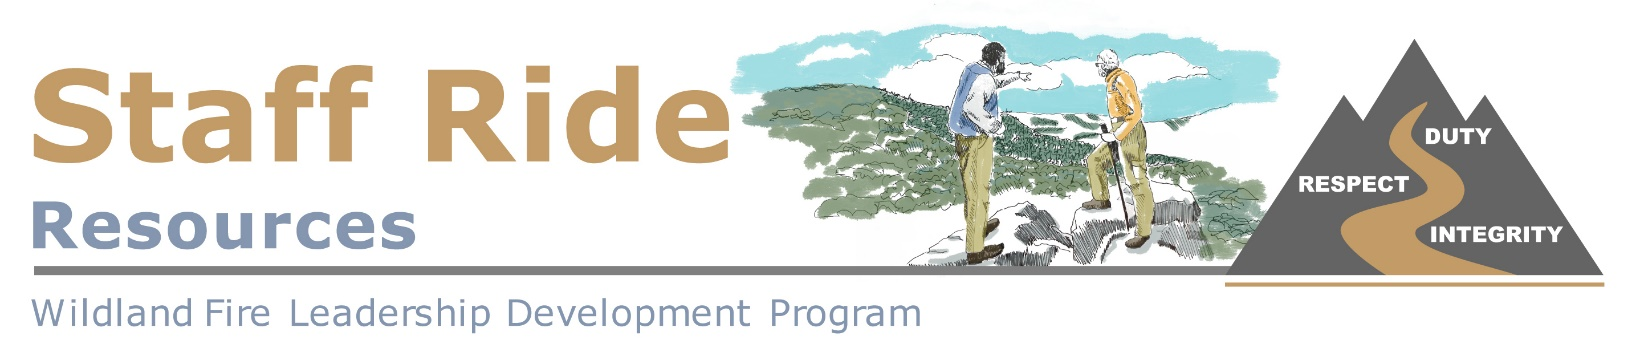 Staff Ride
Resources
Wildland Fire Leadership Development Program
DUTY
RESPECT
INTEGRITY